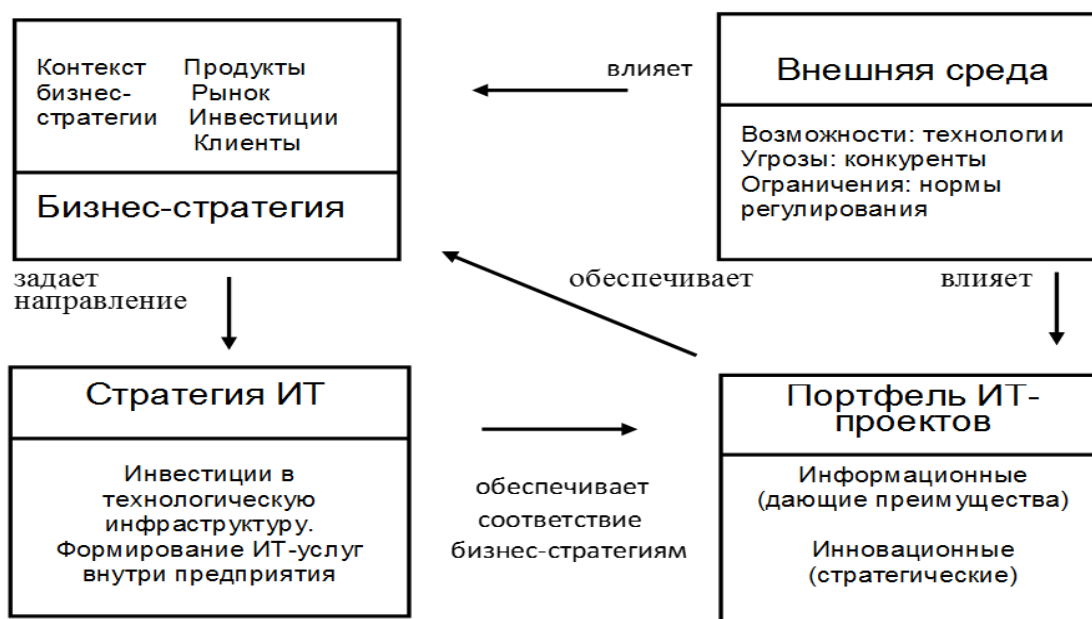 Контекст Продукты
бизнес- Рынок
стратегии Инвестиции
Клиенты
Бизнес-стратегия
влияет
Внешняя среда
Возможности: технологии
Угрозы: конкуренты
Ограничения: нормы
регулирования
задает
направление
обеспечивает
влияет
Стратегия ИТ
Инвестиции в
технологическую
инфраструктуру.
Формирование ИТ-услуг
внутри предприятия
обеспечивает
соответствие
бизнес-стратегиям
Портфель ИТ-
проектов
Информационные
(дающие преимущества)
Инновационные
(стратегические)